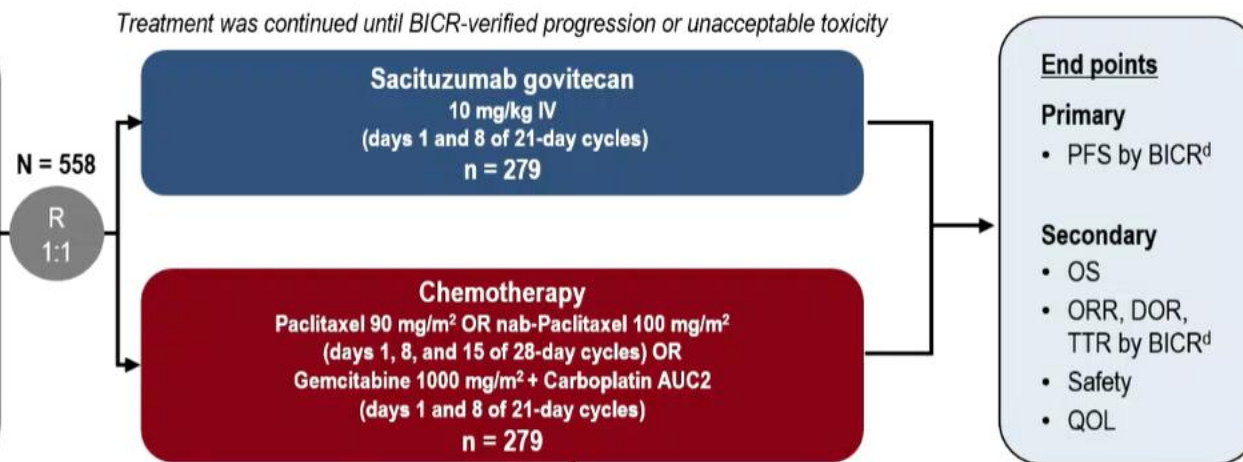 Treatment was continued until BICR-verified progression or unacceptable toxicity
N = 558
R
1:1
Sacituzumab govitecan
10 mg/kg IV
(days 1 and 8 of 21-day cycles)
n = 279
Chemotherapy
Paclitaxel 90 mg/m² OR nab-Paclitaxel 100 mg/m²
(days 1, 8, and 15 of 28-day cycles) OR
Gemcitabine 1000 mg/m² + Carboplatin AUC2
(days 1 and 8 of 21-day cycles)
n = 279
End points
Primary
• PFS by BICRᵈ
Secondary
• OS
• ORR, DOR,
TTR by BICRᵈ
• Safety
• QOL